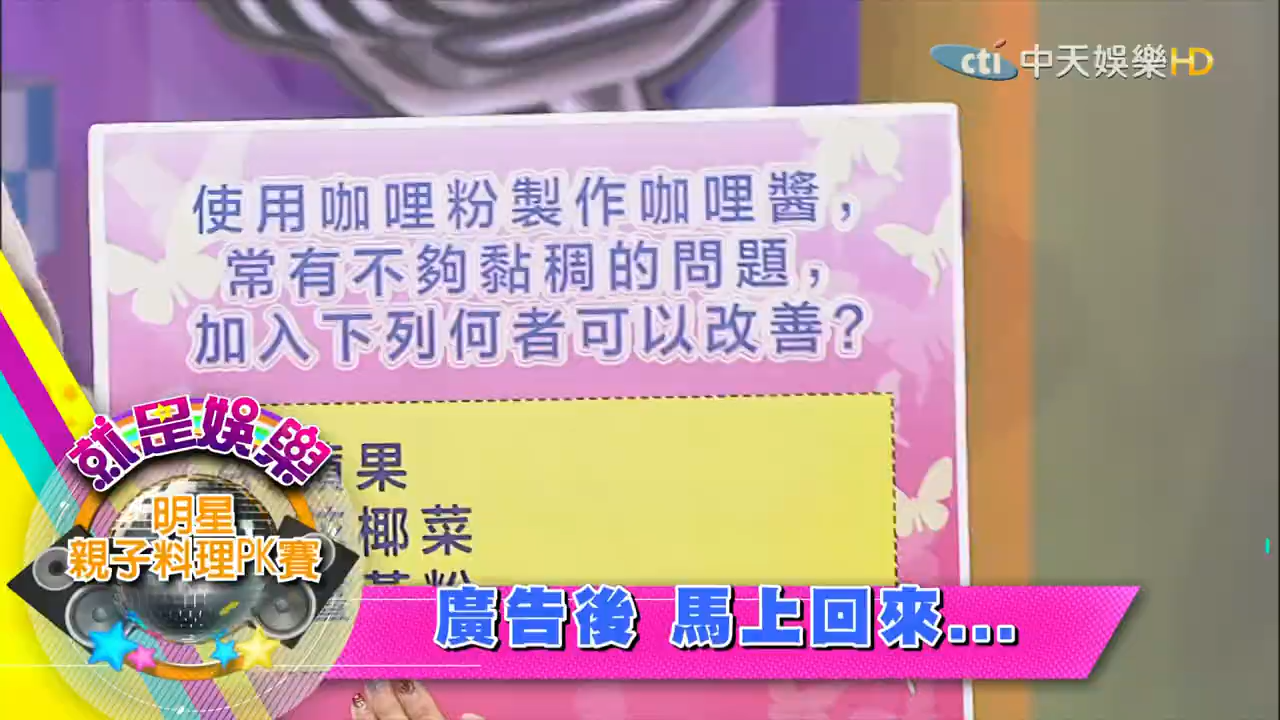 cti 中天娛樂HD
使用咖哩粉製作咖哩醬，
常有不夠黏稠的問題，
加入下列何者可以改善?
果
椰菜
就是娛樂
明星
親子料理PK賽
廣告後 馬上回來...